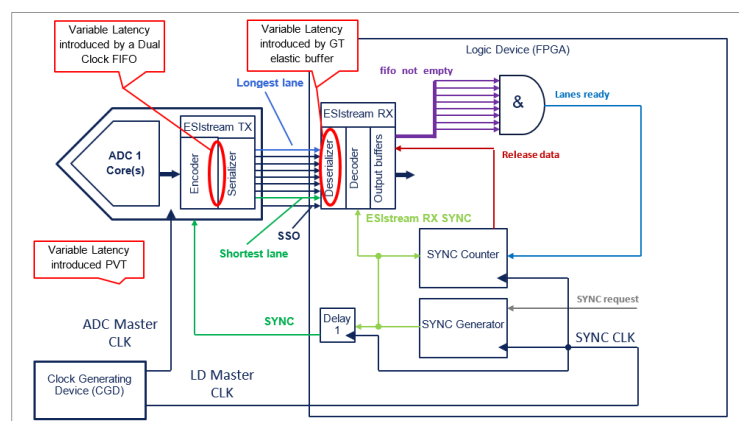 Variable Latency
introduced by a Dual
Clock FIFO
Variable Latency
introduced by GT
elastic buffer
Logic Device (FPGA)
fifo not empty
Longest lane
&
Lanes ready
ESIstream TX
ESIstream RX
ADC 1
Core(s)
Encoder
Serializer
Deserializer
Decoder
Output buffers
Release data
ESIstream RX SYNC
SSO
Shortest lane
Variable Latency
introduced PVT
SYNC Counter
SYNC request
SYNC
Delay
1
SYNC Generator
SYNC CLK
ADC Master
CLK
Clock Generating
Device (CGD)
LD Master
CLK